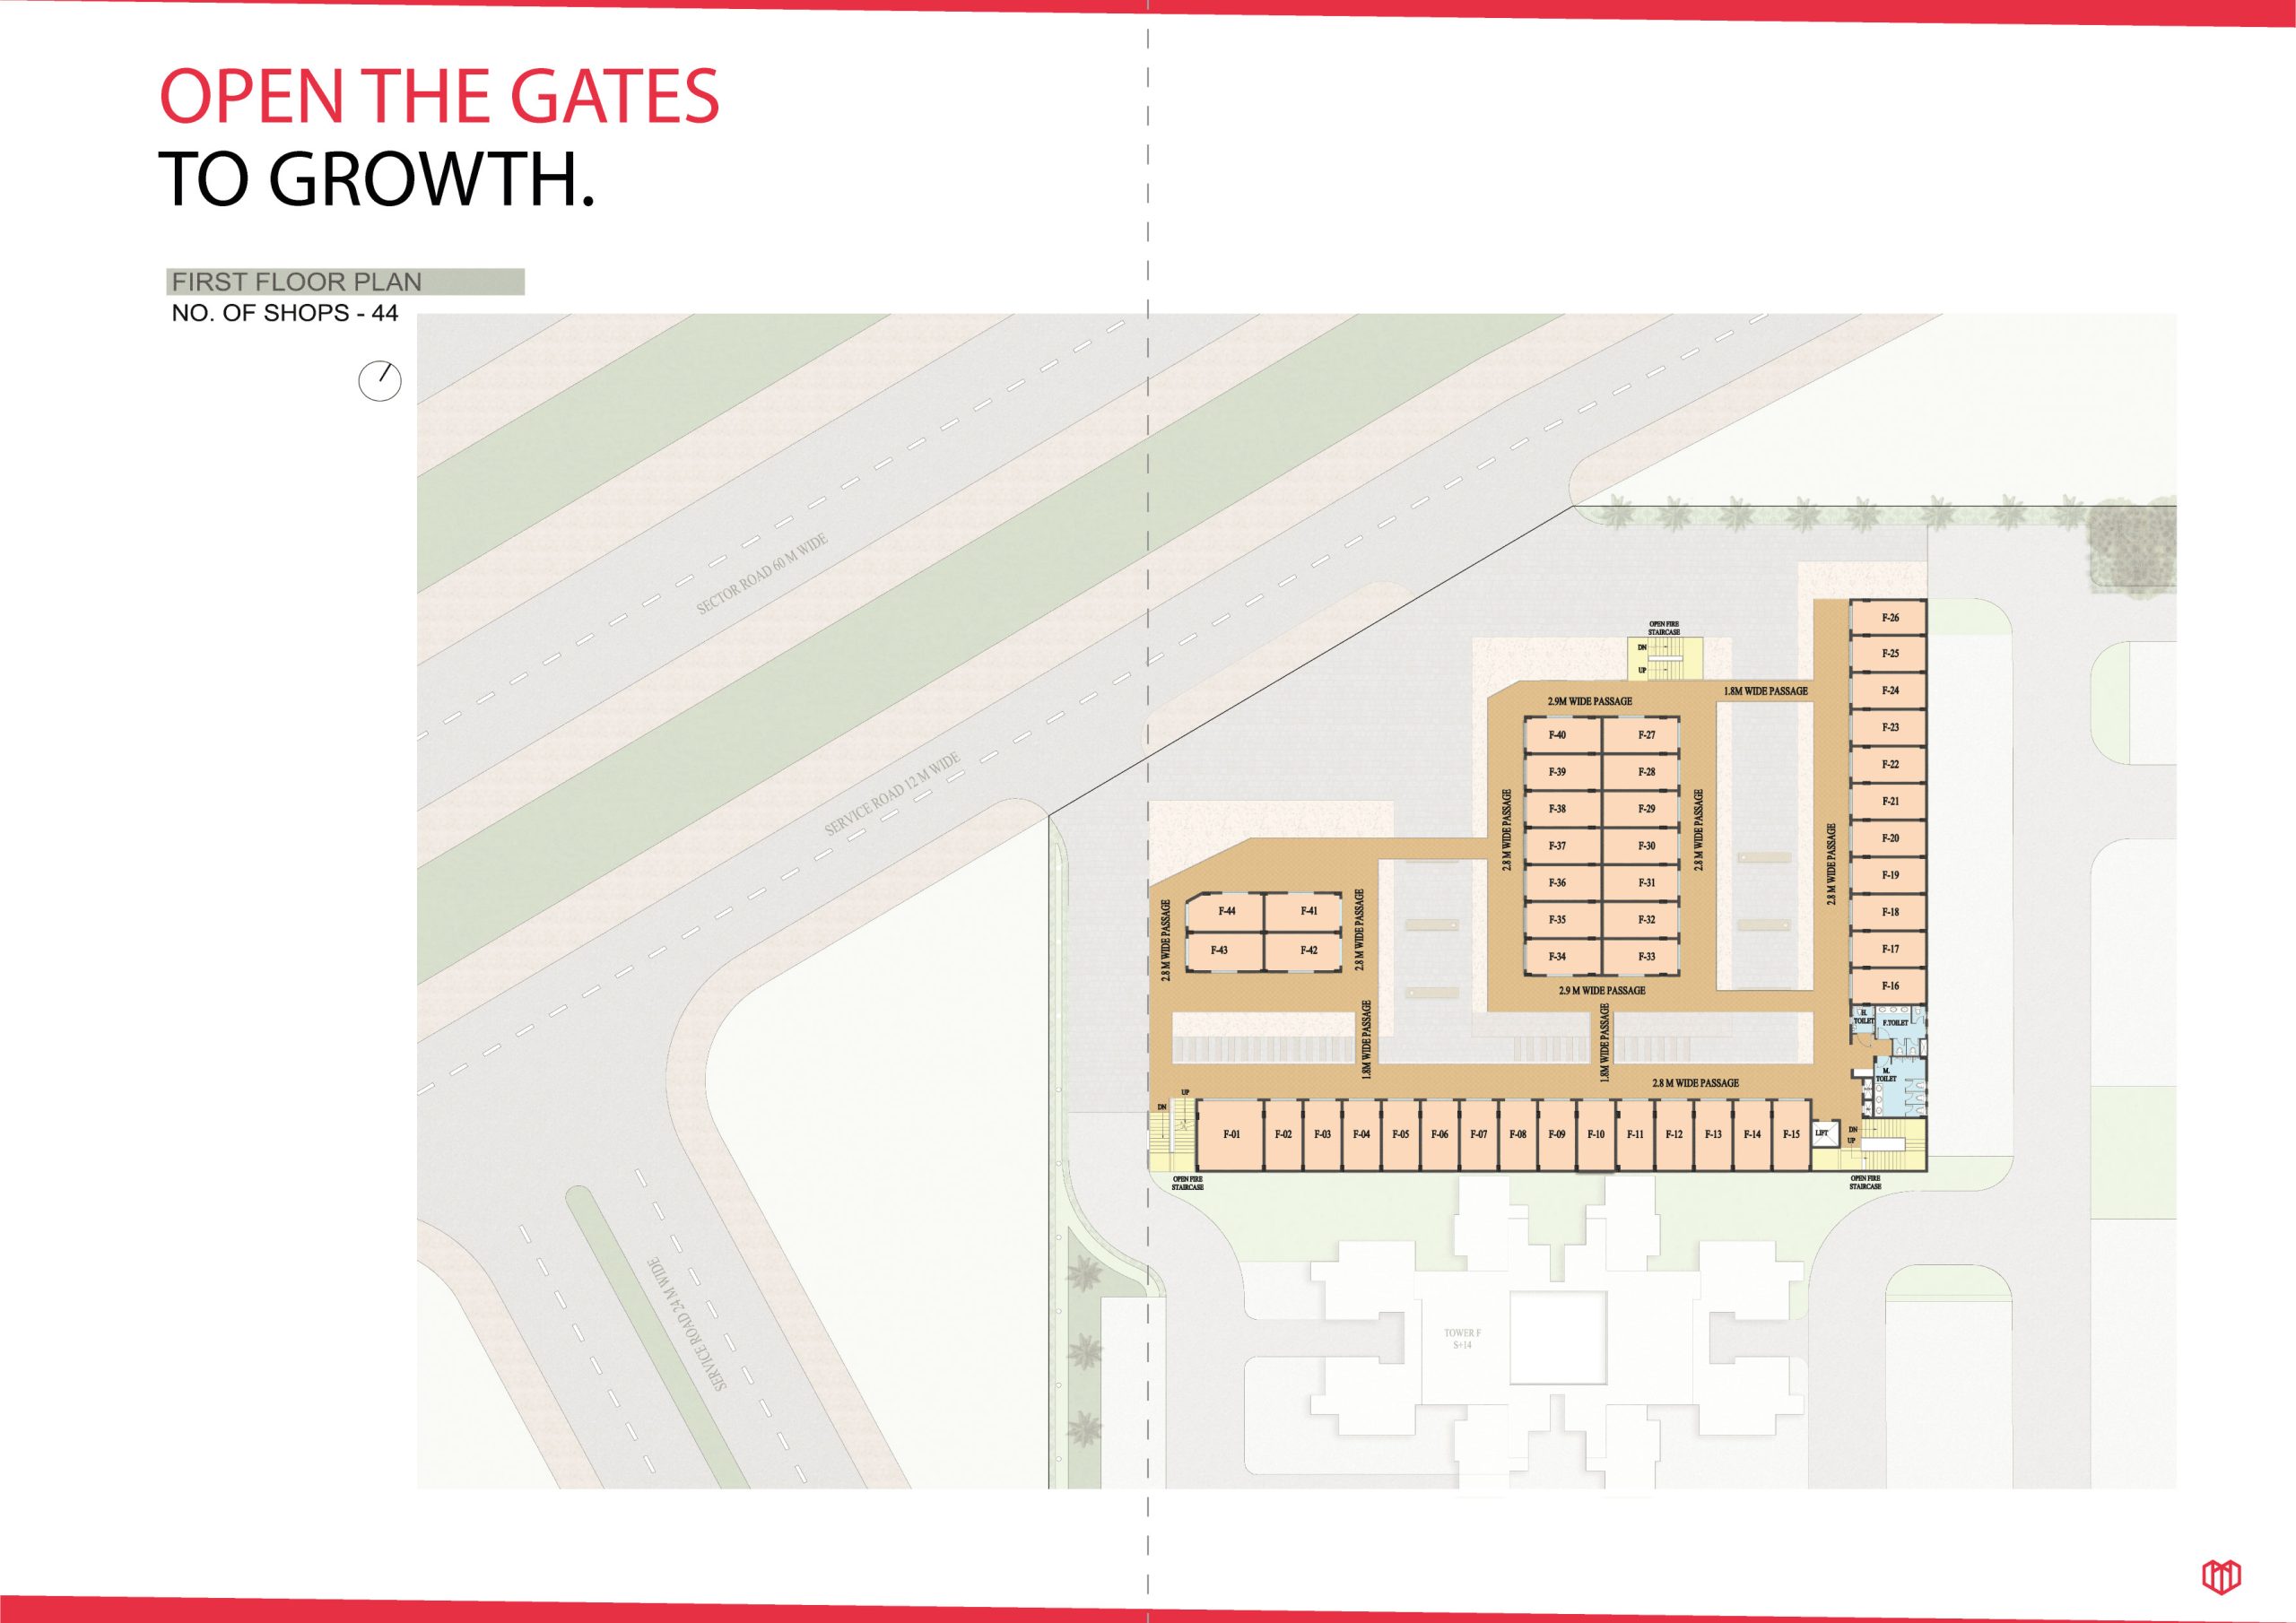 OPEN THE GATES
TO GROWTH.
FIRST FLOOR PLAN
NO. OF SHOPS - 44
SECTOR ROAD 60 M WIDE
SERVICE ROAD 12 M WIDE
SERVICE ROAD 24 M WIDE
OPEN FIRE
STAIRCASE
DN
UP
2.9M WIDE PASSAGE
1.8M WIDE PASSAGE
F-26
F-25
F-24
F-23
F-22
F-21
F-20
F-19
F-18
F-17
F-16
F-40
F-27
F-39
F-28
F-38
F-29
F-37
F-30
F-36
F-31
F-35
F-32
F-34
F-33
2.8 M WIDE PASSAGE
2.8 M WIDE PASSAGE
2.8 M WIDE PASSAGE
2.9 M WIDE PASSAGE
F-44
F-41
F-43
F-42
2.8 M WIDE PASSAGE
2.8 M WIDE PASSAGE
1.8M WIDE PASSAGE
1.8M WIDE PASSAGE
2.8 M WIDE PASSAGE
H.
TOILET
F.TOILET
M.
TOILET
UP
DN
F-01
F-02
F-03
F-04
F-05
F-06
F-07
F-08
F-09
F-10
F-11
F-12
F-13
F-14
F-15
LIFT
DN
UP
OPEN FIRE
STAIRCASE
OPEN FIRE
STAIRCASE
TOWER F
S+14